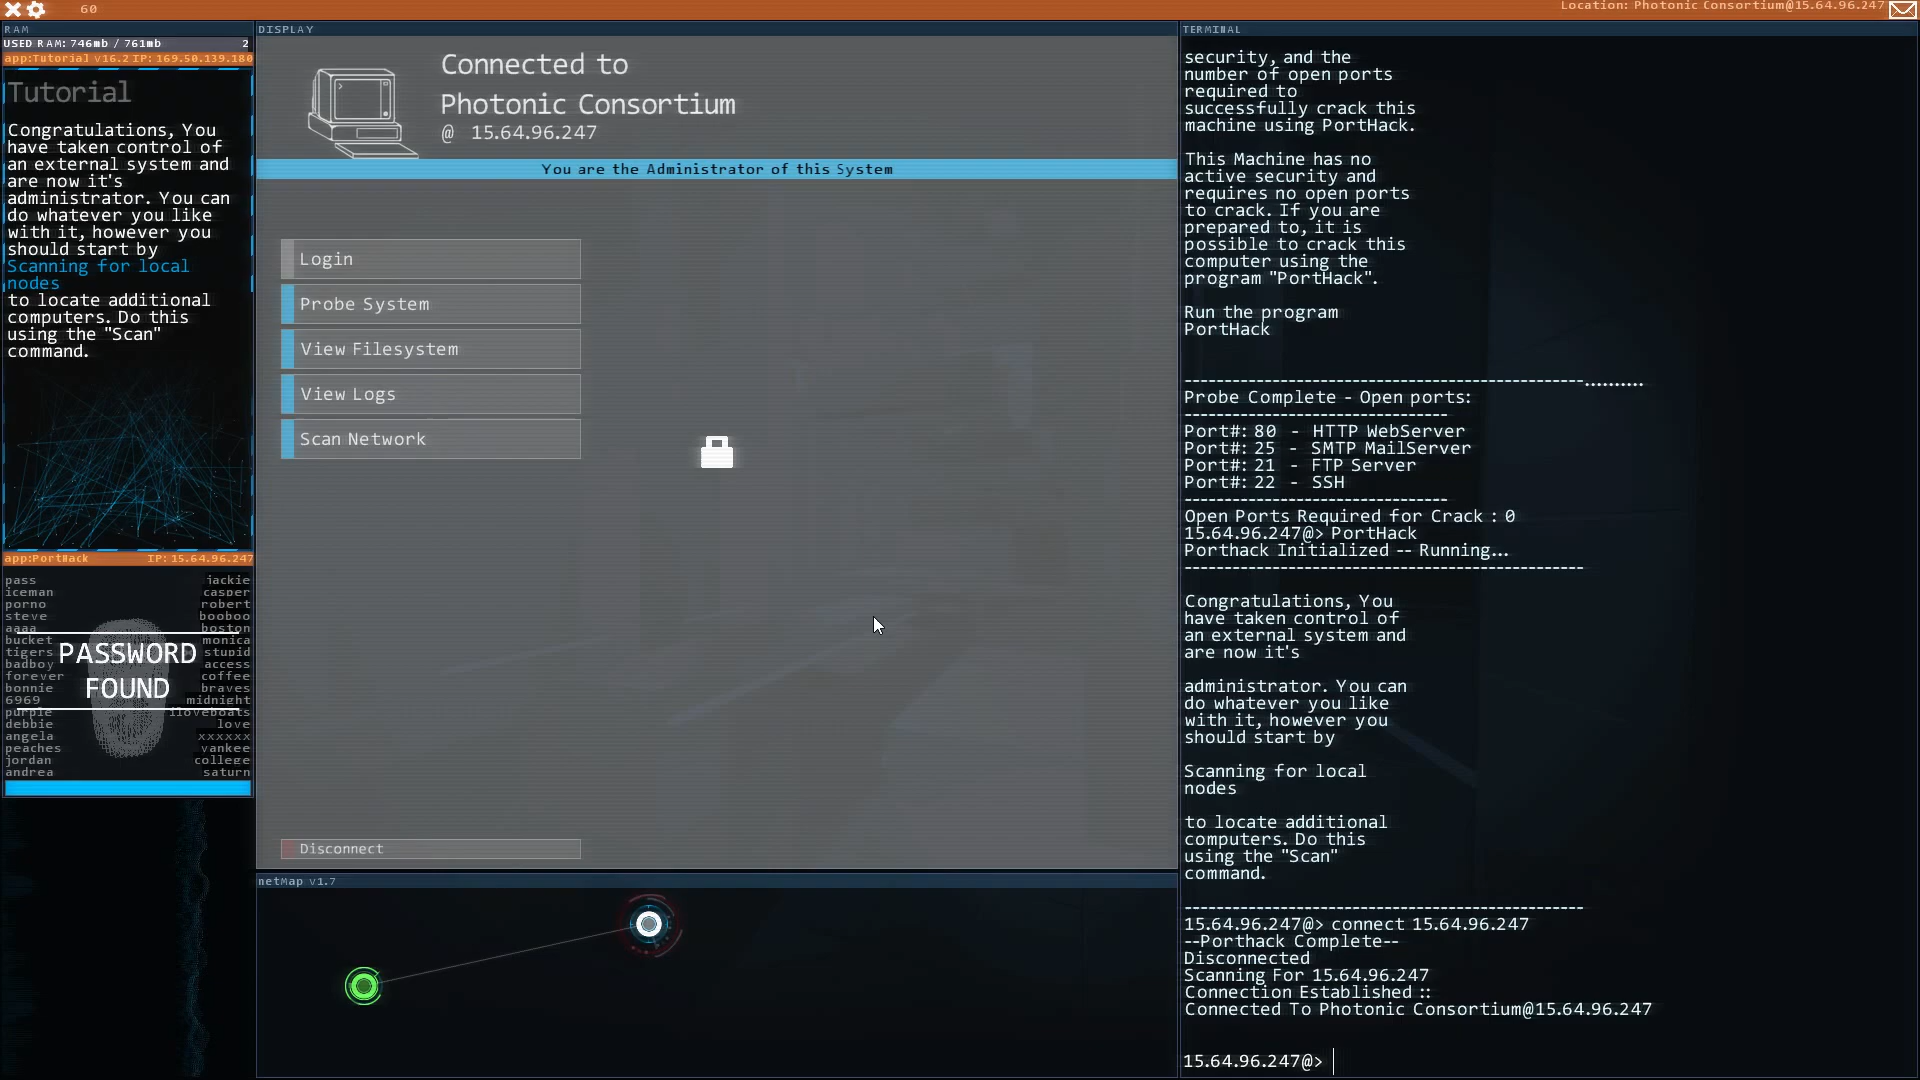 60
Location: Photonic Consortium@15.64.96.247
RAM
USED RAM: 746mb / 761mb 2
app:Tutorial v16.2 IP: 169.50.139.180
Tutorial
Congratulations, You
have taken control of
an external system and
are now it's
administrator. You can
do whatever you like
with it, however you
should start by
Scanning for local
nodes
to locate additional
computers. Do this
using the "Scan"
command.
app:PortHack IP: 15.64.96.247
pass jackie
iceman casper
porno robert
steve booboo
aaaa boston
bucket monica
tigers stupid
badboy access
forever coffee
bonnie braves
6969 midnight
purple iloveboats
debbie love
angela xxxxxx
peaches yankee
jordan college
andrea saturn
PASSWORD
FOUND
DISPLAY
Connected to
Photonic Consortium
@ 15.64.96.247
You are the Administrator of this System
Login
Probe System
View Filesystem
View Logs
Scan Network
Disconnect
netMap v1.7
TERMINAL
security, and the
number of open ports
required to
successfully crack this
machine using PortHack.
This Machine has no
active security and
requires no open ports
to crack. If you are
prepared to, it is
possible to crack this
computer using the
program "PortHack".
Run the program
PortHack
-------------------------------------------------..........
Probe Complete - Open ports:
---------------------------------
Port#: 80 - HTTP WebServer
Port#: 25 - SMTP MailServer
Port#: 21 - FTP Server
Port#: 22 - SSH
---------------------------------
Open Ports Required for Crack : 0
15.64.96.247@> PortHack
Porthack Initialized -- Running...
--------------------------------------------------
Congratulations, You
have taken control of
an external system and
are now it's
administrator. You can
do whatever you like
with it, however you
should start by
Scanning for local
nodes
to locate additional
computers. Do this
using the "Scan"
command.
--------------------------------------------------
15.64.96.247@> connect 15.64.96.247
--Porthack Complete--
Disconnected
Scanning For 15.64.96.247
Connection Established ::
Connected To Photonic Consortium@15.64.96.247
15.64.96.247@>